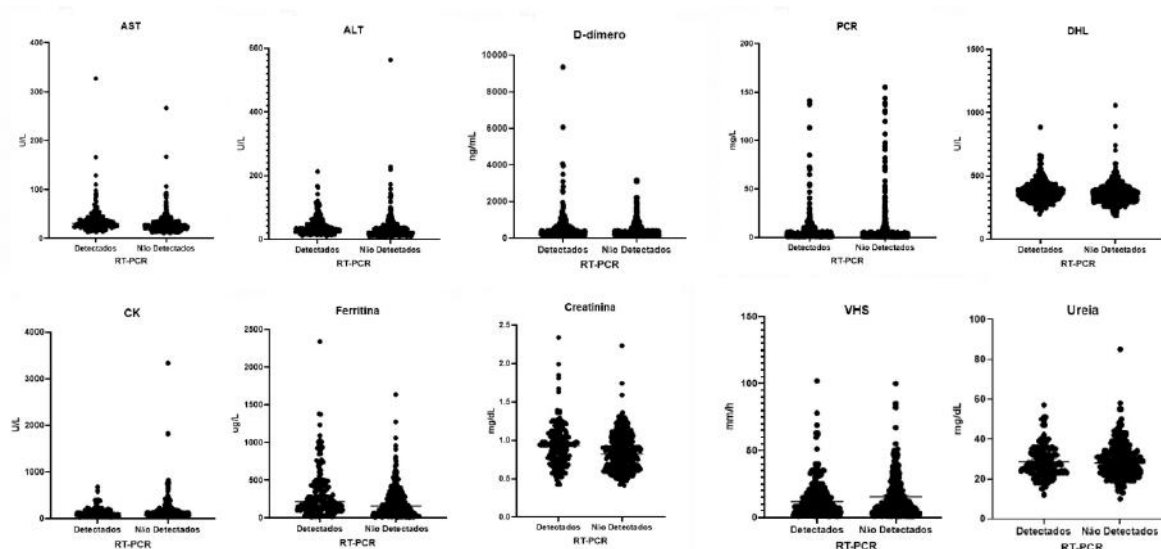 AST
400
300
200
100
0
U/L
Detectados Não Detectados
RT-PCR
ALT
600
400
200
0
U/L
Detectados Não Detectados
RT-PCR
D-dímero
10000
8000
6000
4000
2000
0
ng/mL
Detectados Não Detectados
RT-PCR
PCR
200
150
100
50
0
mg/L
Detectados Não Detectados
RT-PCR
DHL
1500
1000
500
0
U/L
Detectados Não Detectados
RT-PCR
CK
4000
3000
2000
1000
0
U/L
Detectados Não Detectados
RT-PCR
Ferritina
2500
2000
1500
1000
500
0
ug/L
Detectados Não Detectados
RT-PCR
Creatinina
2.5
2.0
1.5
1.0
0.5
0.0
mg/dL
Detectados Não Detectados
RT-PCR
VHS
150
100
50
0
mm/h
Detectados Não Detectados
RT-PCR
Ureia
100
80
60
40
20
0
mg/dL
Detectados Não Detectados
RT-PCR